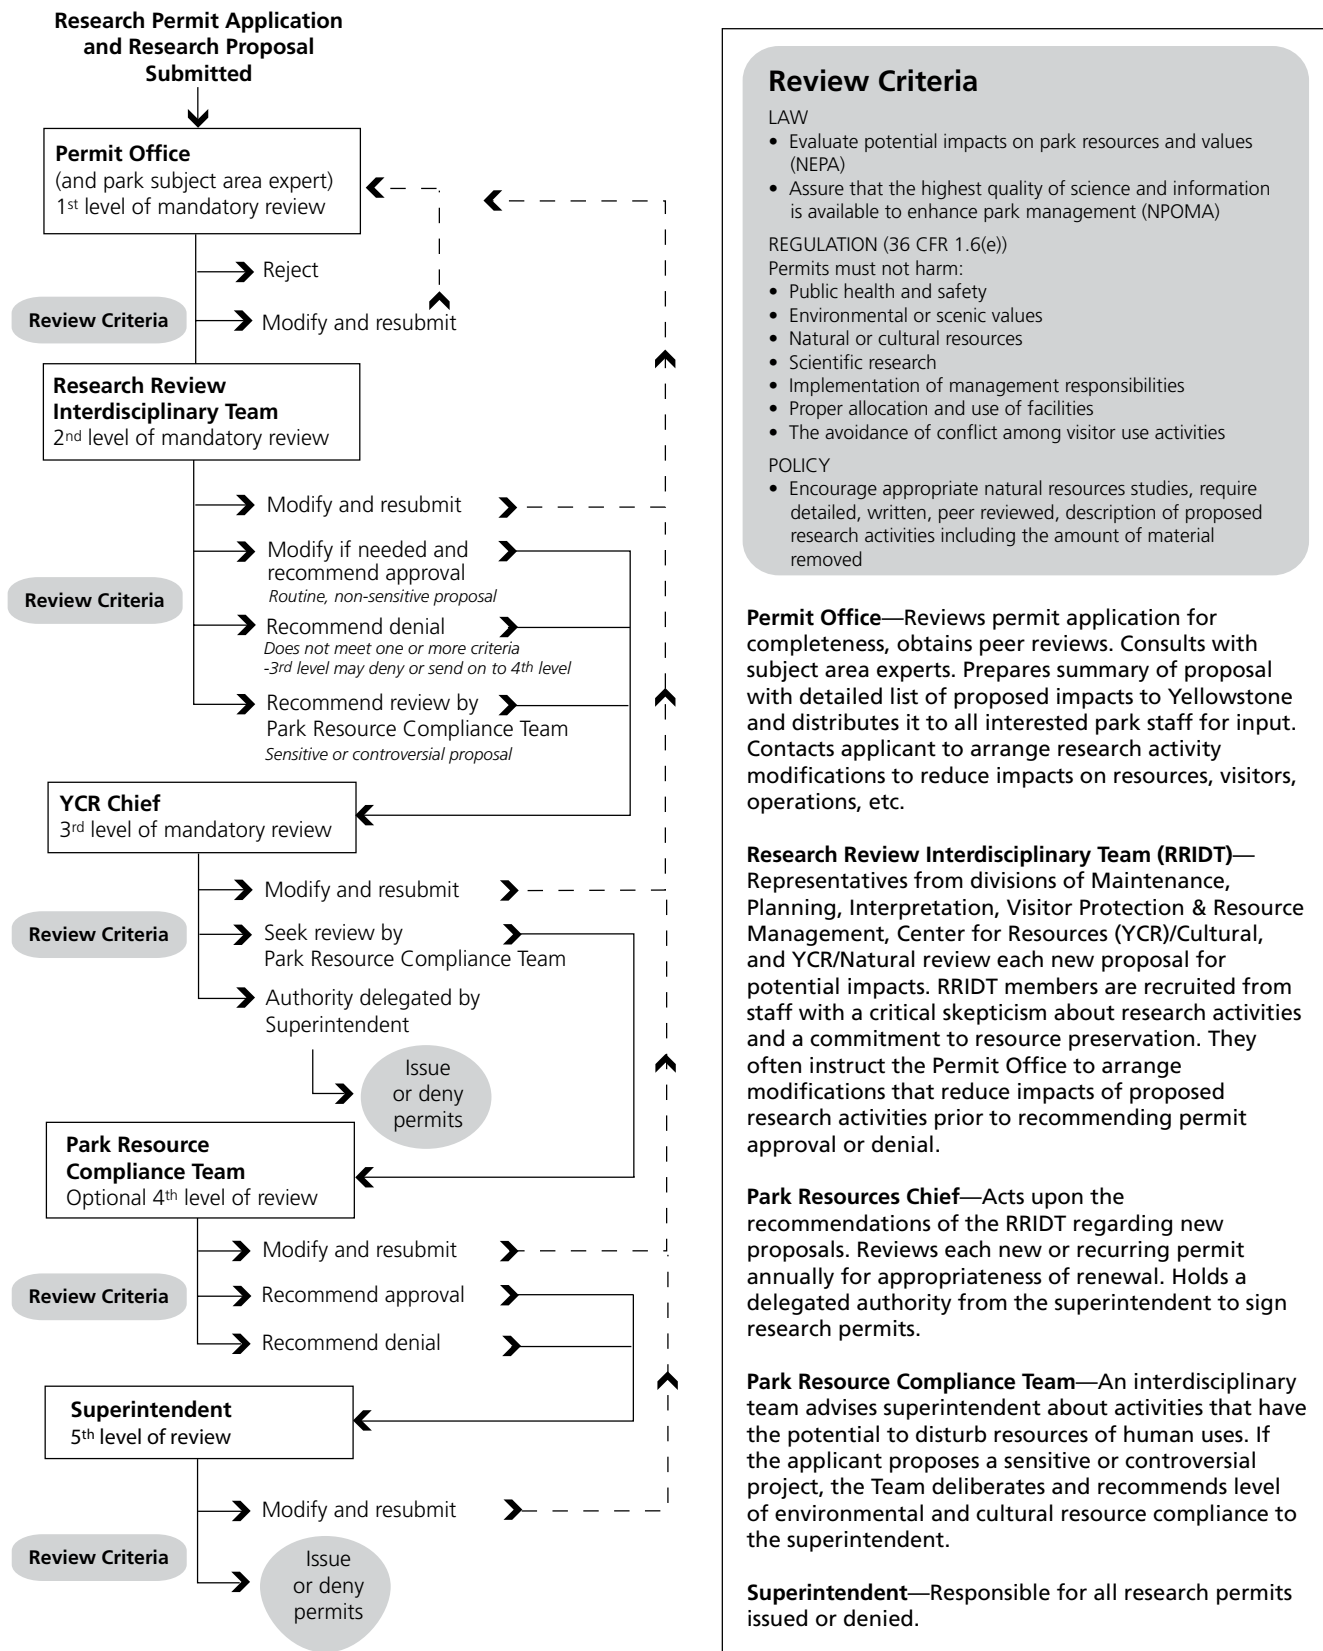 Research Permit Application
and Research Proposal
Submitted
Permit Office
(and park subject area expert)
1st level of mandatory review
Reject
Review Criteria
Modify and resubmit
Research Review
Interdisciplinary Team
2nd level of mandatory review
Modify and resubmit
Modify if needed and
recommend approval
Routine, non-sensitive proposal
Review Criteria
Recommend denial
Does not meet one or more criteria
-3rd level may deny or send on to 4th level
Recommend review by
Park Resource Compliance Team
Sensitive or controversial proposal
YCR Chief
3rd level of mandatory review
Modify and resubmit
Review Criteria
Seek review by
Park Resource Compliance Team
Authority delegated by
Superintendent
Issue
or deny
permits
Park Resource
Compliance Team
Optional 4th level of review
Modify and resubmit
Review Criteria
Recommend approval
Recommend denial
Superintendent
5th level of review
Modify and resubmit
Review Criteria
Issue
or deny
permits
Review Criteria
LAW
• Evaluate potential impacts on park resources and values
(NEPA)
• Assure that the highest quality of science and information
is available to enhance park management (NPOMA)
REGULATION (36 CFR 1.6(e))
Permits must not harm:
• Public health and safety
• Environmental or scenic values
• Natural or cultural resources
• Scientific research
• Implementation of management responsibilities
• Proper allocation and use of facilities
• The avoidance of conflict among visitor use activities
POLICY
• Encourage appropriate natural resources studies, require
detailed, written, peer reviewed, description of proposed
research activities including the amount of material
removed
Permit Office—Reviews permit application for
completeness, obtains peer reviews. Consults with
subject area experts. Prepares summary of proposal
with detailed list of proposed impacts to Yellowstone
and distributes it to all interested park staff for input.
Contacts applicant to arrange research activity
modifications to reduce impacts on resources, visitors,
operations, etc.
Research Review Interdisciplinary Team (RRIDT)—
Representatives from divisions of Maintenance,
Planning, Interpretation, Visitor Protection & Resource
Management, Center for Resources (YCR)/Cultural,
and YCR/Natural review each new proposal for
potential impacts. RRIDT members are recruited from
staff with a critical skepticism about research activities
and a commitment to resource preservation. They
often instruct the Permit Office to arrange
modifications that reduce impacts of proposed
research activities prior to recommending permit
approval or denial.
Park Resources Chief—Acts upon the
recommendations of the RRIDT regarding new
proposals. Reviews each new or recurring permit
annually for appropriateness of renewal. Holds a
delegated authority from the superintendent to sign
research permits.
Park Resource Compliance Team—An interdisciplinary
team advises superintendent about activities that have
the potential to disturb resources of human uses. If
the applicant proposes a sensitive or controversial
project, the Team deliberates and recommends level
of environmental and cultural resource compliance to
the superintendent.
Superintendent—Responsible for all research permits
issued or denied.